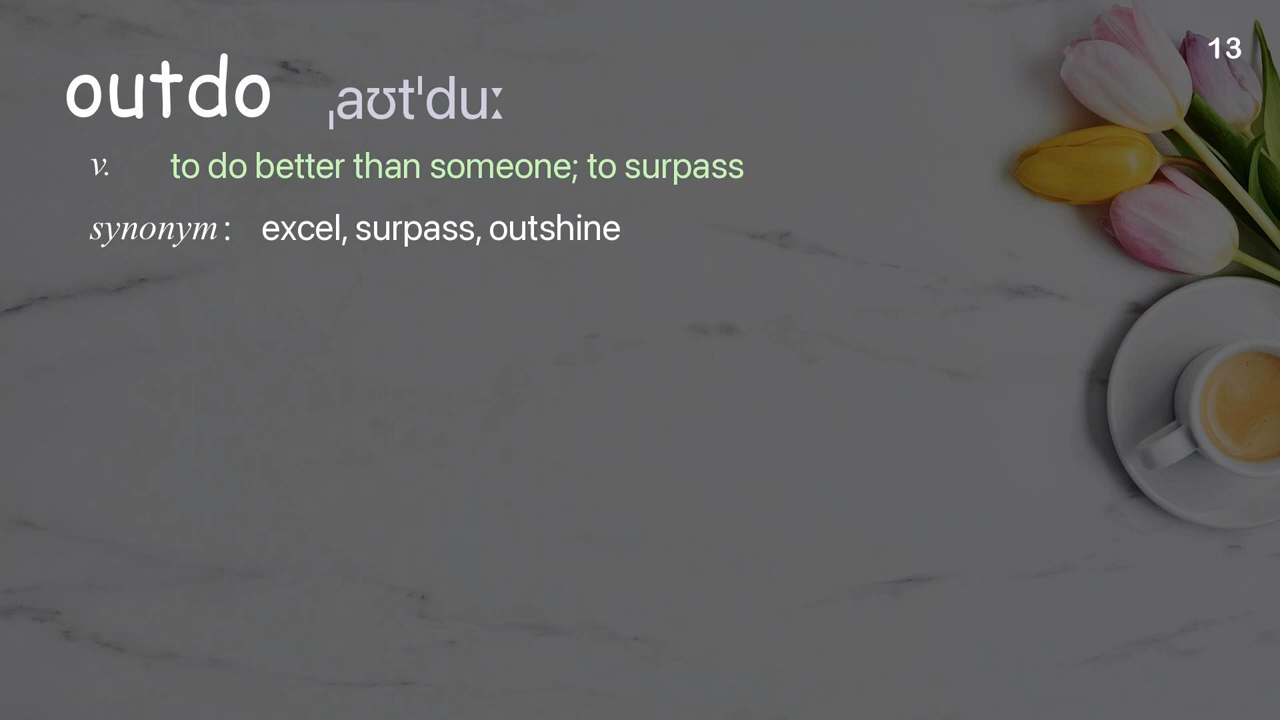 13
outdo ˌaʊtˈduː
v. to do better than someone; to surpass
synonym: excel, surpass, outshine